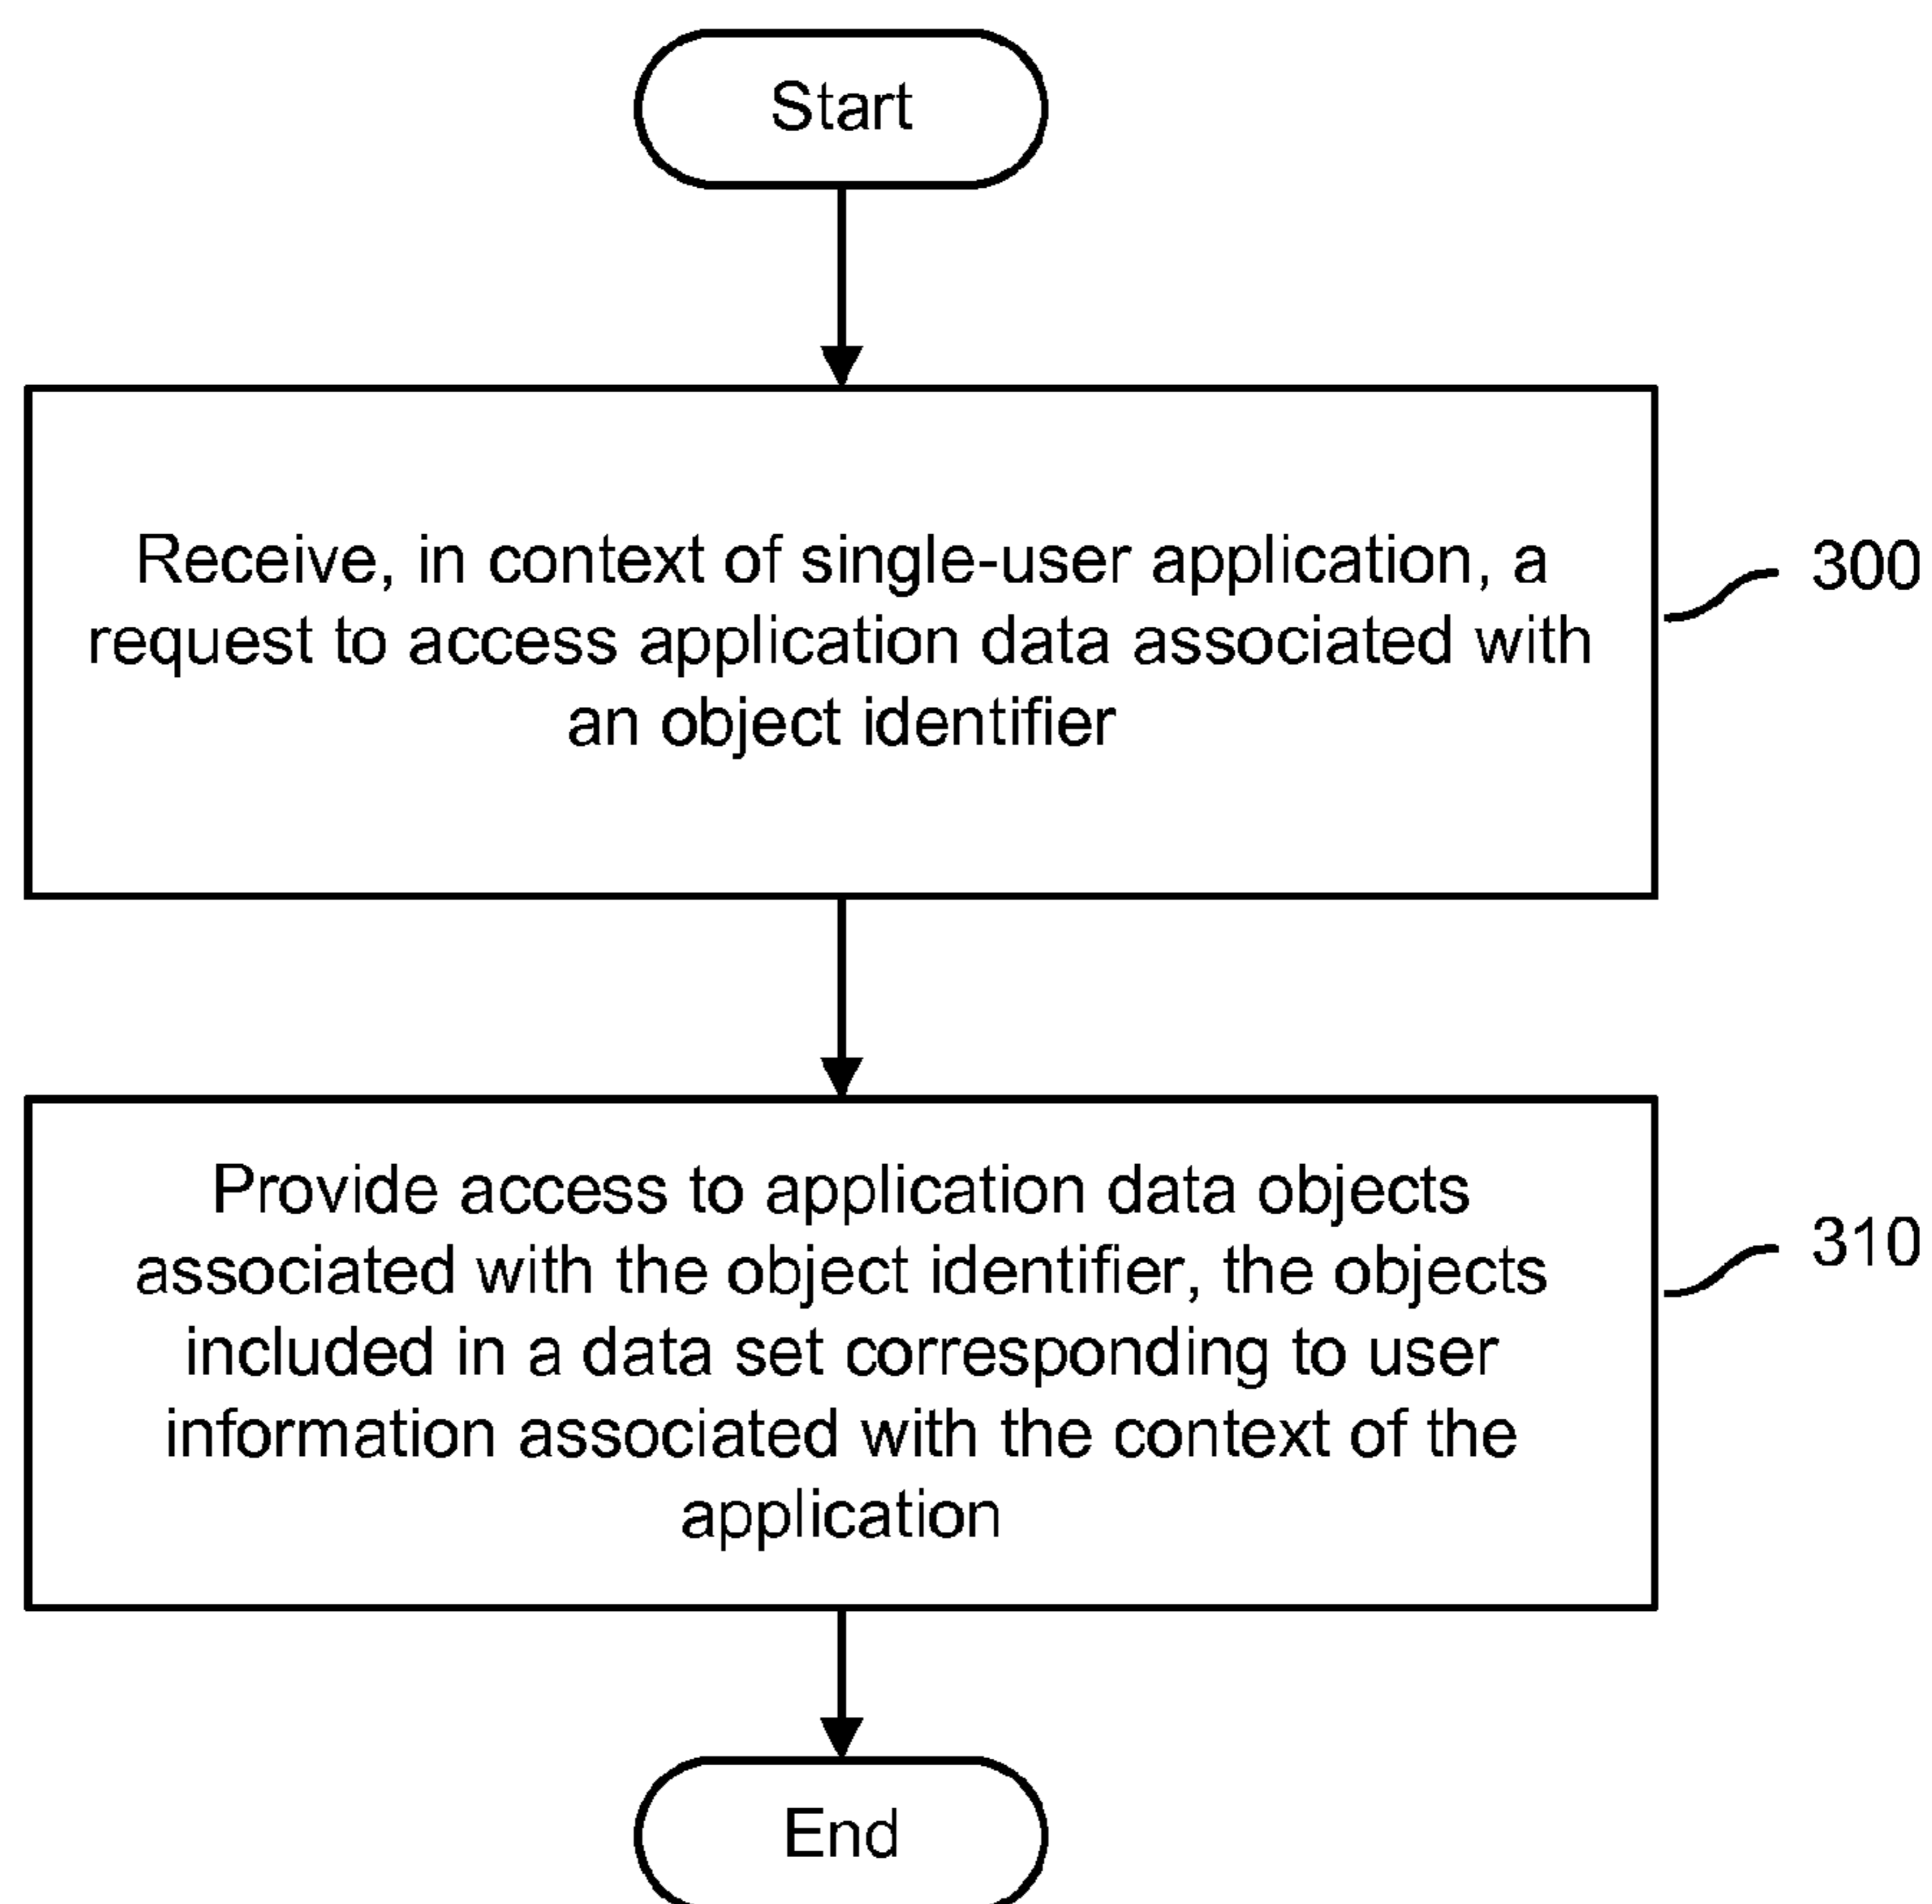 Start
Receive, in context of single-user application, a
request to access application data associated with
an object identifier
300
Provide access to application data objects
associated with the object identifier, the objects
included in a data set corresponding to user
information associated with the context of the
application
310
End